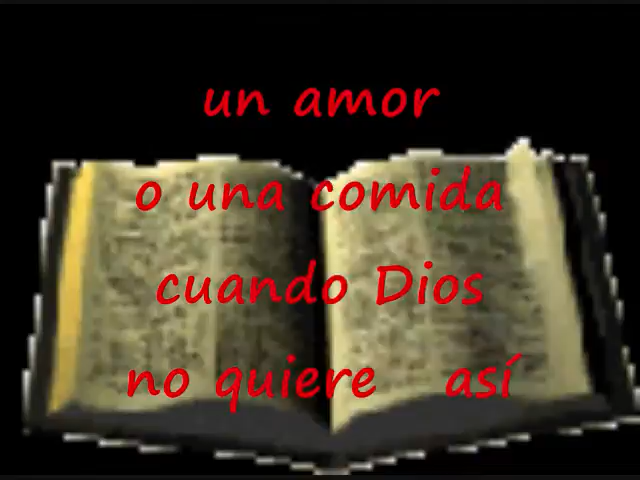 un amor
o una comida
cuando Dios
no quiere así